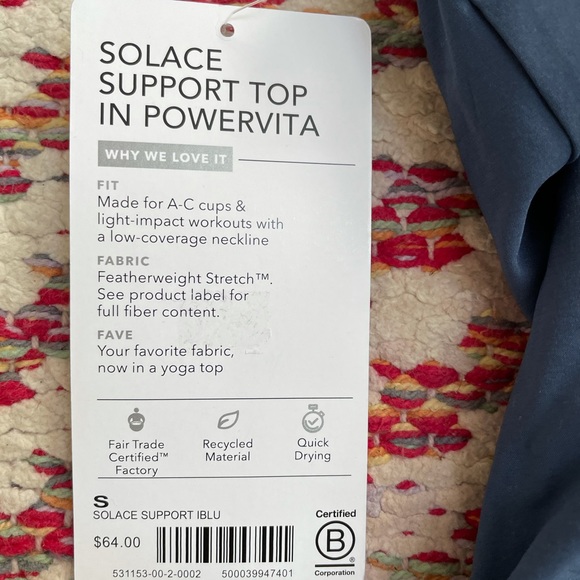 SOLACE
SUPPORT TOP
IN POWERVITA
WHY WE LOVE IT
FIT
Made for A-C cups &
light-impact workouts with
a low-coverage neckline
FABRIC
Featherweight Stretch™.
See product label for
full fiber content.
FAVE
Your favorite fabric,
now in a yoga top
Fair Trade
Certified™
Factory
Recycled
Material
Quick
Drying
S
SOLACE SUPPORT IBLU
$64.00
531153-00-2-0002 500039947401
Certified
B
Corporation